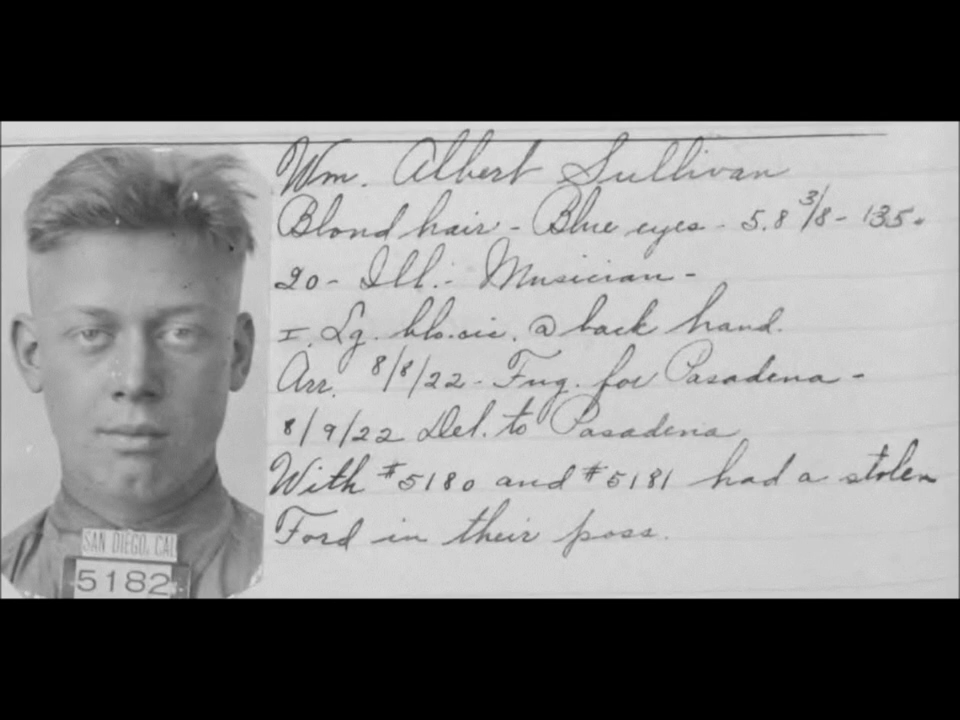 Wm. Albert Sullivan
Blond hair - Blue eyes - 5.8 3/8 - 135.
20 - Ill. - Musician -
I. Lg. blo. cic. @ back hand.
Arr. 8/8/22 - Fug. for Pasadena -
8/9/22 Del. to Pasadena
With #5180 and #5181 had a stolen
Ford in their poss.
SAN DIEGO, CAL
5182